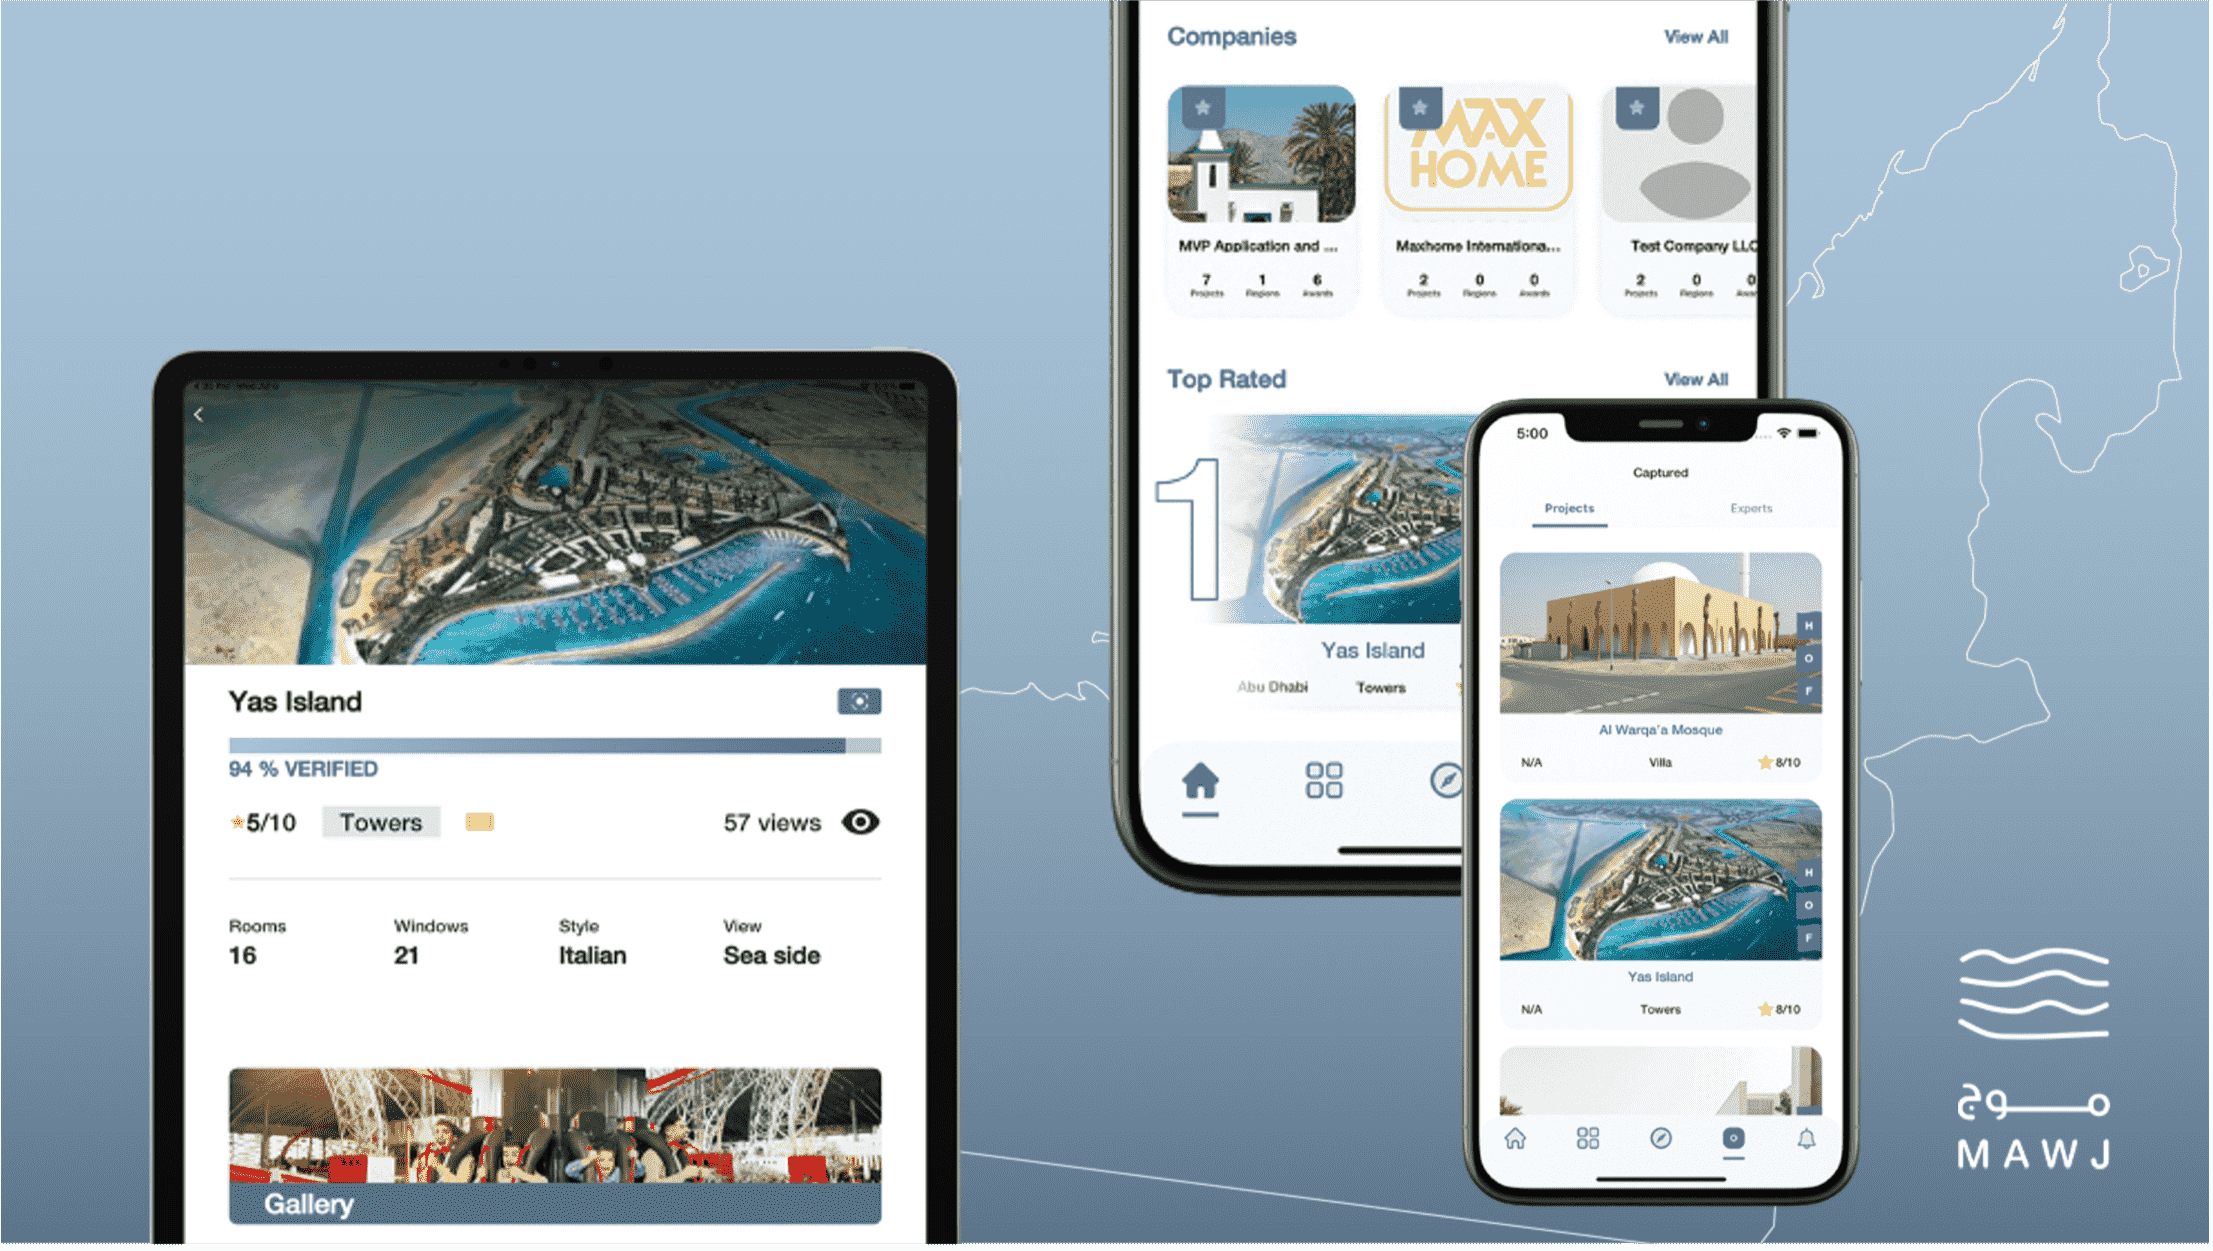 Yas Island
94 % VERIFIED
5/10 Towers 57 views
Rooms Windows Style View
16 21 Italian Sea side
Gallery
Companies View All
MAX
HOME
MVP Application and ... Maxhome Internationa... Test Company LLC
7 1 6 2 0 0 2 0 0
Projects Regions Awards Projects Regions Awards Projects Regions
Top Rated View All
1
Yas Island
Abu Dhabi Towers
5:00
Captured
Projects Experts
H
O
F
Al Warqa'a Mosque
N/A Villa 8/10
H
O
F
Yas Island
N/A Towers 8/10
موج
MAWJ